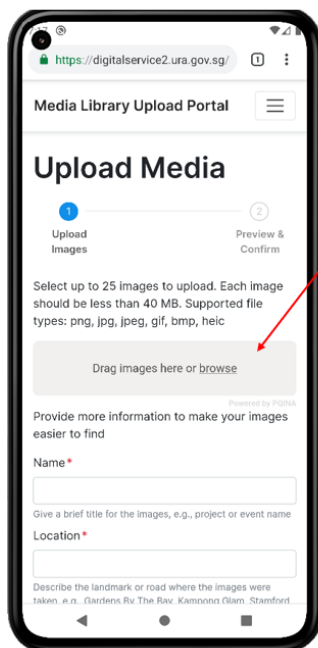 https://digitalservice2.ura.gov.sg/
1
Media Library Upload Portal
Upload Media
1
2
Upload
Images
Preview &
Confirm
Select up to 25 images to upload. Each image
should be less than 40 MB. Supported file
types: png, jpg, jpeg, gif, bmp, heic
Drag images here or browse
Powered by PQINA
Provide more information to make your images
easier to find
Name*
Give a brief title for the images, e.g., project or event name
Location*
Describe the landmark or road where the images were
taken, e.g., Gardens By The Bay, Kampong Glam, Stamford